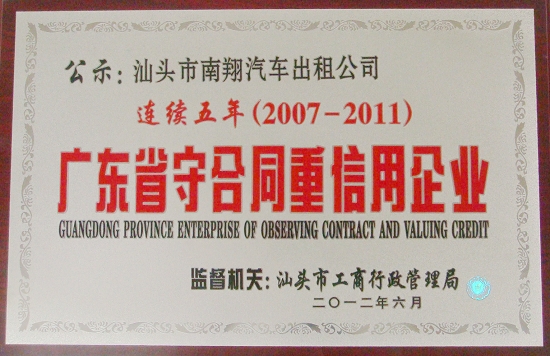 公示：汕头市南翔汽车出租公司
连续五年(2007-2011)
广东省守合同重信用企业
GUANGDONG PROVINCE ENTERPRISE OF OBSERVING CONTRACT AND VALUING CREDIT
监督机关：汕头市工商行政管理局
二〇一二年六月